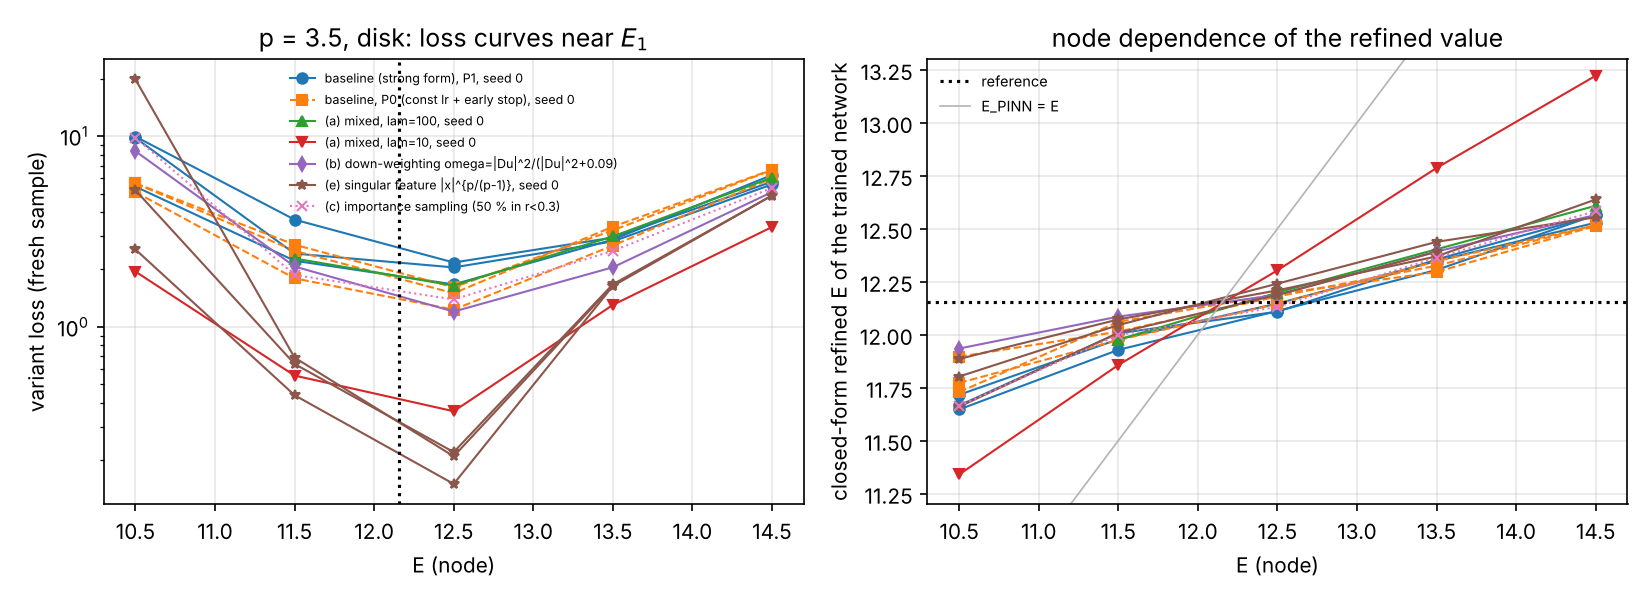 p = 3.5, disk: loss curves near E₁
variant loss (fresh sample)
10¹
10⁰
baseline (strong form), P1, seed 0
baseline, P0 (const lr + early stop), seed 0
(a) mixed, lam=100, seed 0
(a) mixed, lam=10, seed 0
(b) down-weighting omega=|Du|^2/(|Du|^2+0.09)
(e) singular feature |x|^{p/(p-1)}, seed 0
(c) importance sampling (50 % in r<0.3)
10.5 11.0 11.5 12.0 12.5 13.0 13.5 14.0 14.5
E (node)
node dependence of the refined value
closed-form refined E of the trained network
13.25
13.00
12.75
12.50
12.25
12.00
11.75
11.50
11.25
reference
E_PINN = E
10.5 11.0 11.5 12.0 12.5 13.0 13.5 14.0 14.5
E (node)